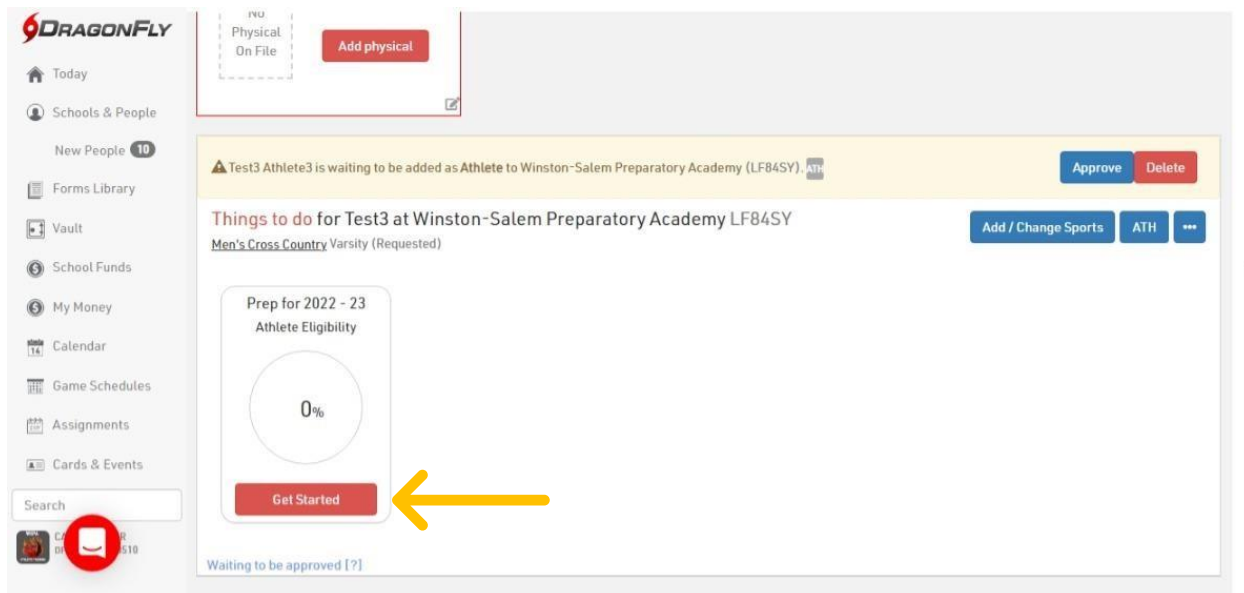 DRAGONFLY
Today
Schools & People
New People 10
Forms Library
Vault
School Funds
My Money
14 Calendar
Game Schedules
Assignments
Cards & Events
Search
No
Physical
On File
Add physical
Test3 Athlete3 is waiting to be added as Athlete to Winston-Salem Preparatory Academy (LF84SY). ATH
Approve Delete
Things to do for Test3 at Winston-Salem Preparatory Academy LF84SY
Men's Cross Country Varsity (Requested)
Add / Change Sports ATH
Prep for 2022 - 23
Athlete Eligibility
0%
Get Started
Waiting to be approved [?]